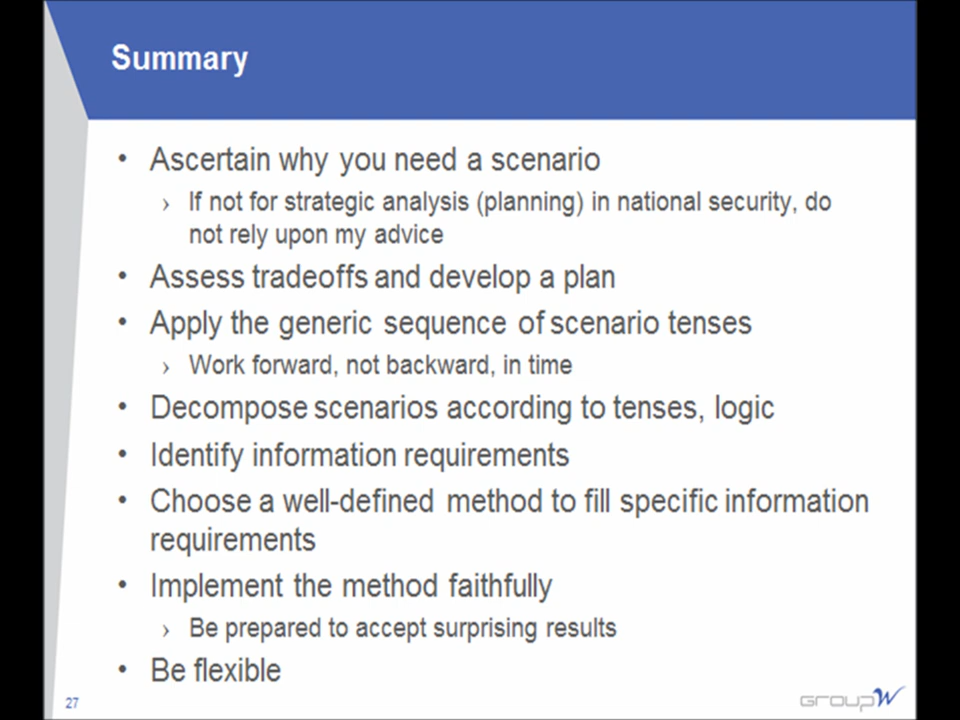 Summary
• Ascertain why you need a scenario
› If not for strategic analysis (planning) in national security, do
not rely upon my advice
• Assess tradeoffs and develop a plan
• Apply the generic sequence of scenario tenses
› Work forward, not backward, in time
• Decompose scenarios according to tenses, logic
• Identify information requirements
• Choose a well-defined method to fill specific information
requirements
• Implement the method faithfully
› Be prepared to accept surprising results
• Be flexible
27
GroupW